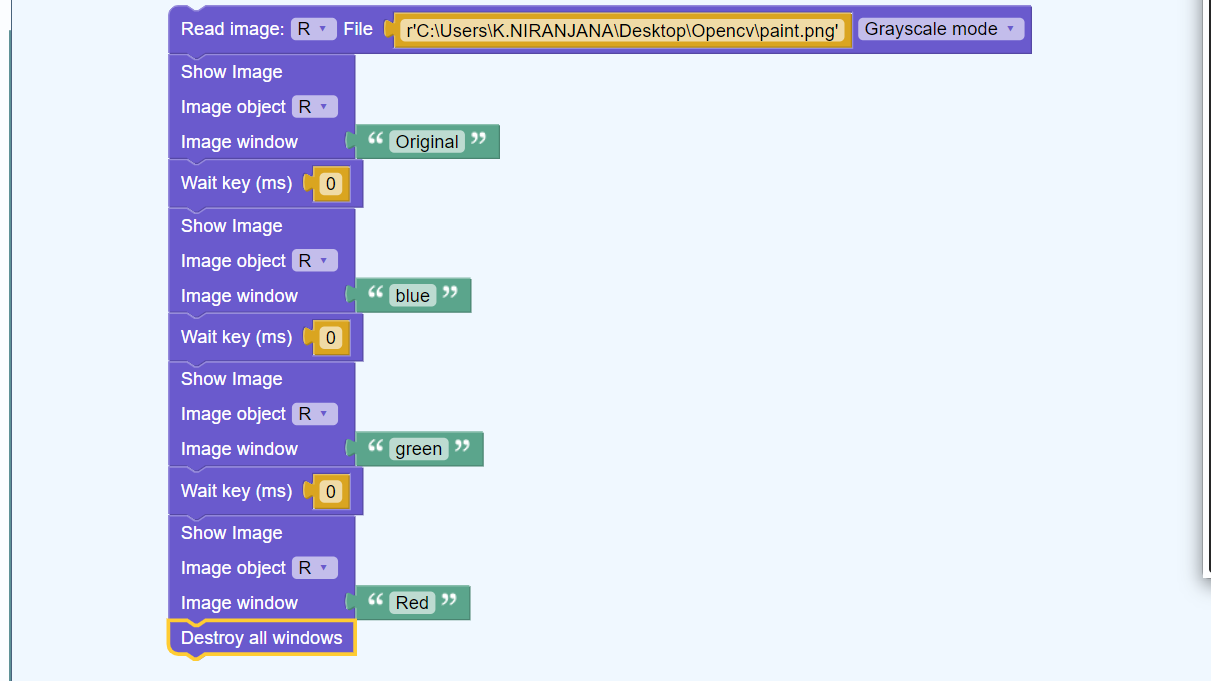 Read image: R File r'C:\Users\K.NIRANJANA\Desktop\Opencv\paint.png' Grayscale mode
Show Image
Image object R
Image window “ Original ”
Wait key (ms) 0
Show Image
Image object R
Image window “ blue ”
Wait key (ms) 0
Show Image
Image object R
Image window “ green ”
Wait key (ms) 0
Show Image
Image object R
Image window “ Red ”
Destroy all windows